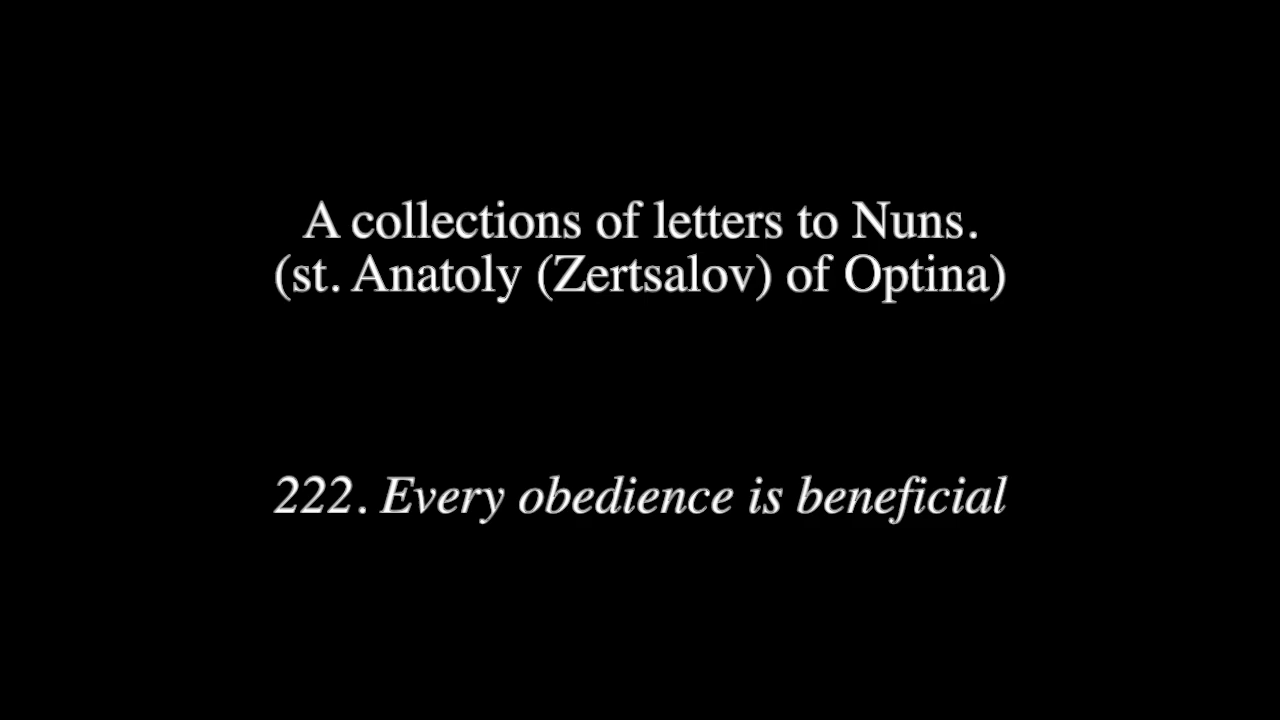 A collections of letters to Nuns.
(st. Anatoly (Zertsalov) of Optina)
222. Every obedience is beneficial